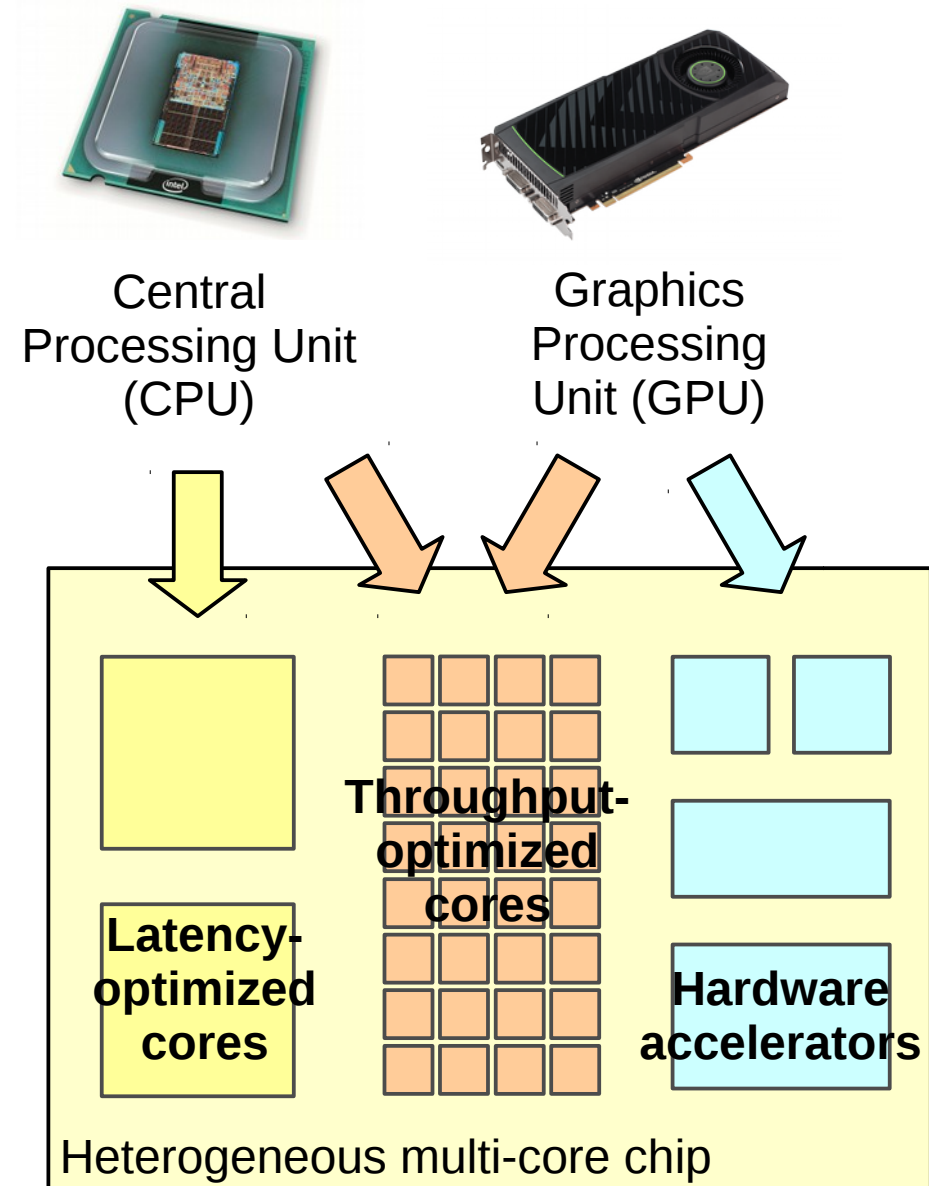 intel
Central
Processing Unit
(CPU)
Graphics
Processing
Unit (GPU)
Throughput-
optimized
cores
Latency-
optimized
cores
Hardware
accelerators
Heterogeneous multi-core chip